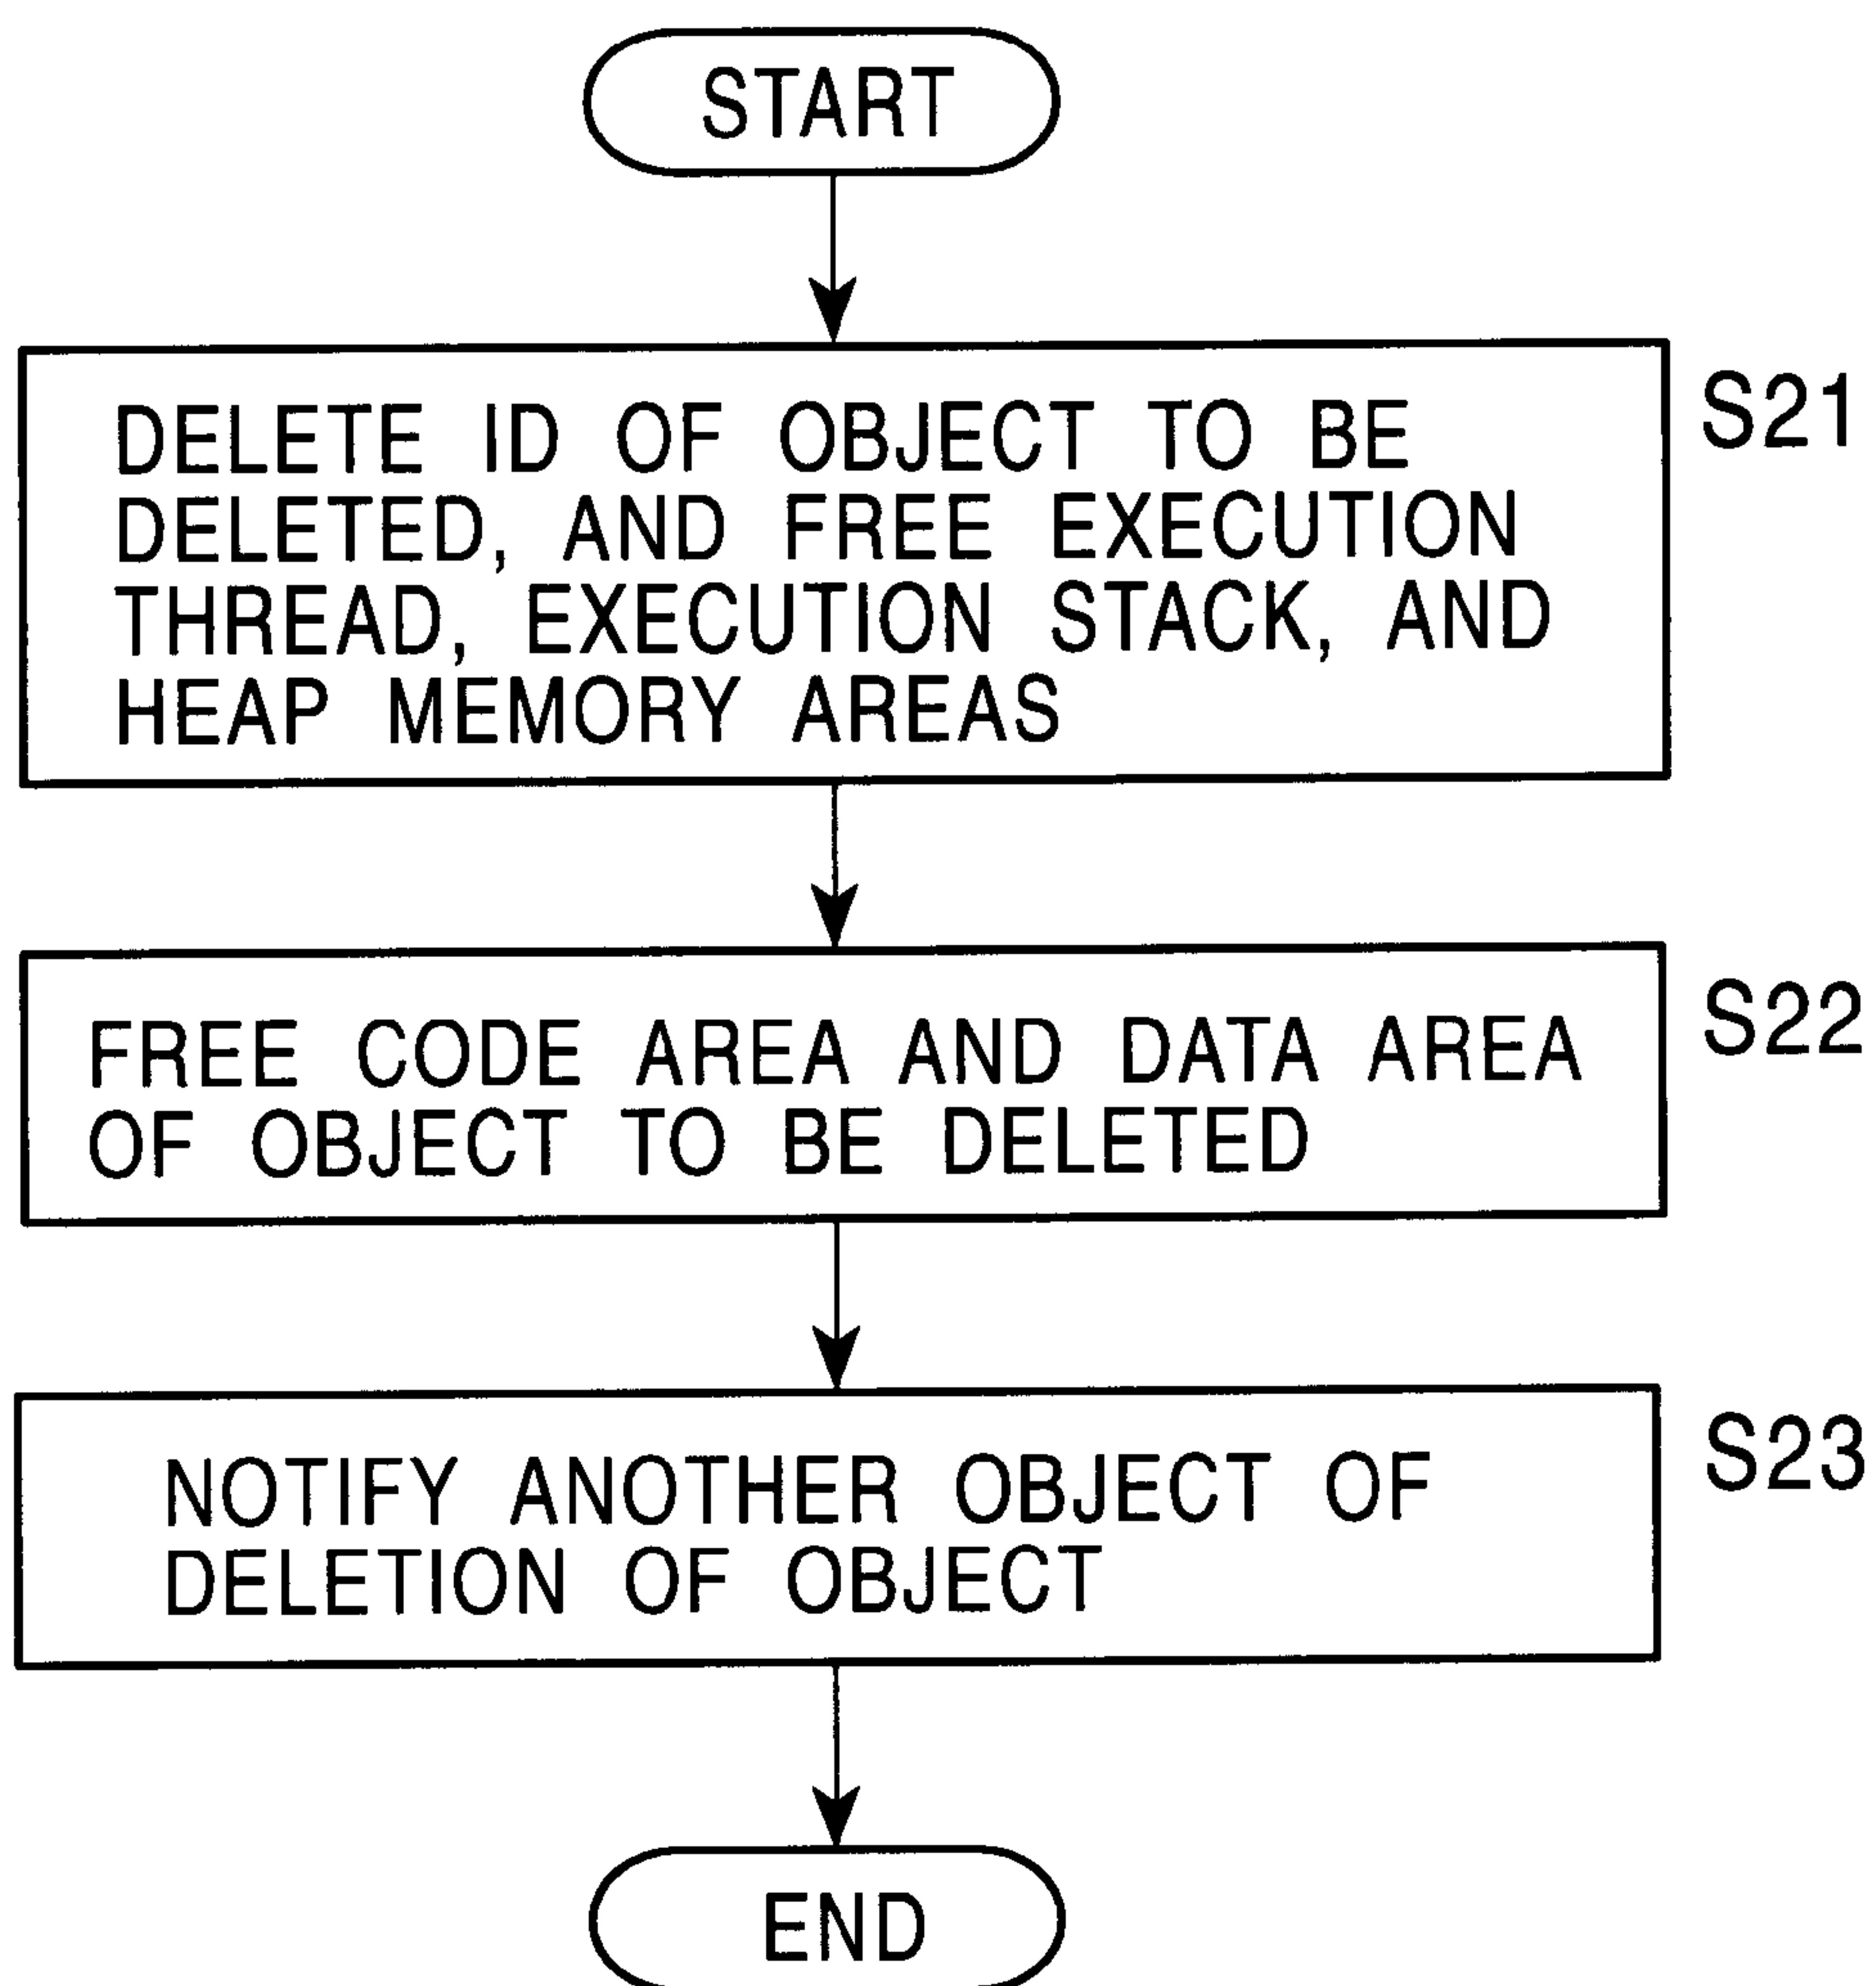 START
DELETE ID OF OBJECT TO BE
DELETED, AND FREE EXECUTION
THREAD, EXECUTION STACK, AND
HEAP MEMORY AREAS
S21
FREE CODE AREA AND DATA AREA
OF OBJECT TO BE DELETED
S22
NOTIFY ANOTHER OBJECT OF
DELETION OF OBJECT
S23
END